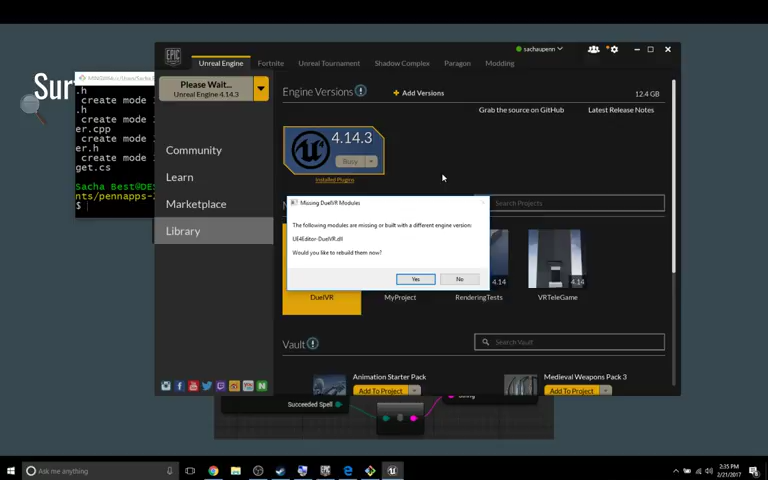 Sur
MINGW64:/c/Users/Sacha
.h
create mode
.h
create mode
er.cpp
create mode
er.h
create mode
get.cs
Sacha Best@DES
nts/pennapps-
$
EPIC
Unreal Engine
Fortnite
Unreal Tournament
Shadow Complex
Paragon
Modding
sachaupenn
Please Wait...
Unreal Engine 4.14.3
Community
Learn
Marketplace
Library
Engine Versions
+ Add Versions
12.4 GB
Grab the source on GitHub
Latest Release Notes
4.14.3
Busy
Installed Plugins
Search Projects
Missing DuelVR Modules
The following modules are missing or built with a different engine version:
UE4Editor-DuelVR.dll
Would you like to rebuild them now?
Yes
No
4.14
4.14
DuelVR
MyProject
RenderingTests
VRTeleGame
Vault
Search Vault
Animation Starter Pack
Add To Project
Medieval Weapons Pack 3
Add To Project
Succeeded Spell
Ask me anything
2:35 PM
2/21/2017